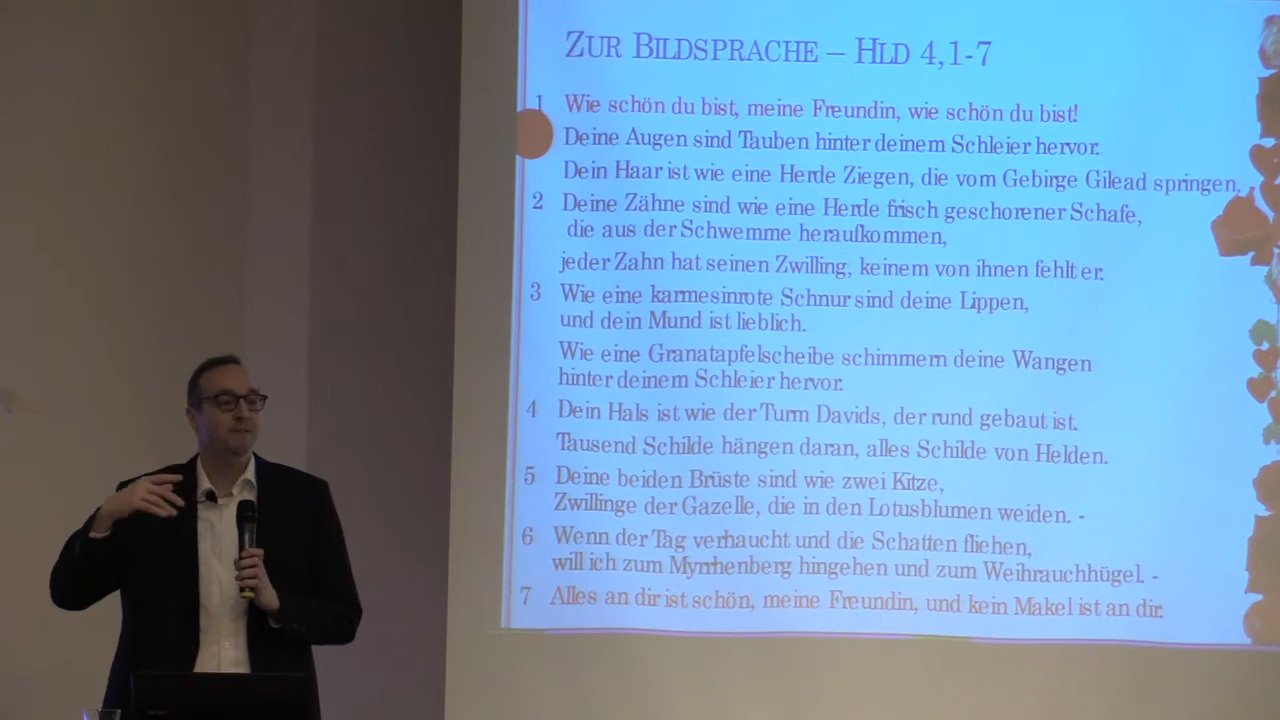 ZUR BILDSPRACHE – HLD 4,1-7
1 Wie schön du bist, meine Freundin, wie schön du bist!
Deine Augen sind Tauben hinter deinem Schleier hervor.
Dein Haar ist wie eine Herde Ziegen, die vom Gebirge Gilead springen.
2 Deine Zähne sind wie eine Herde frisch geschorener Schafe,
die aus der Schwemme heraufkommen,
jeder Zahn hat seinen Zwilling, keinem von ihnen fehlt er.
3 Wie eine karmesinrote Schnur sind deine Lippen,
und dein Mund ist lieblich.
Wie eine Granatapfelscheibe schimmern deine Wangen
hinter deinem Schleier hervor.
4 Dein Hals ist wie der Turm Davids, der rund gebaut ist.
Tausend Schilde hängen daran, alles Schilde von Helden.
5 Deine beiden Brüste sind wie zwei Kitze,
Zwillinge der Gazelle, die in den Lotusblumen weiden. -
6 Wenn der Tag verhaucht und die Schatten fliehen,
will ich zum Myrrhenberg hingehen und zum Weihrauchhügel. -
7 Alles an dir ist schön, meine Freundin, und kein Makel ist an dir.